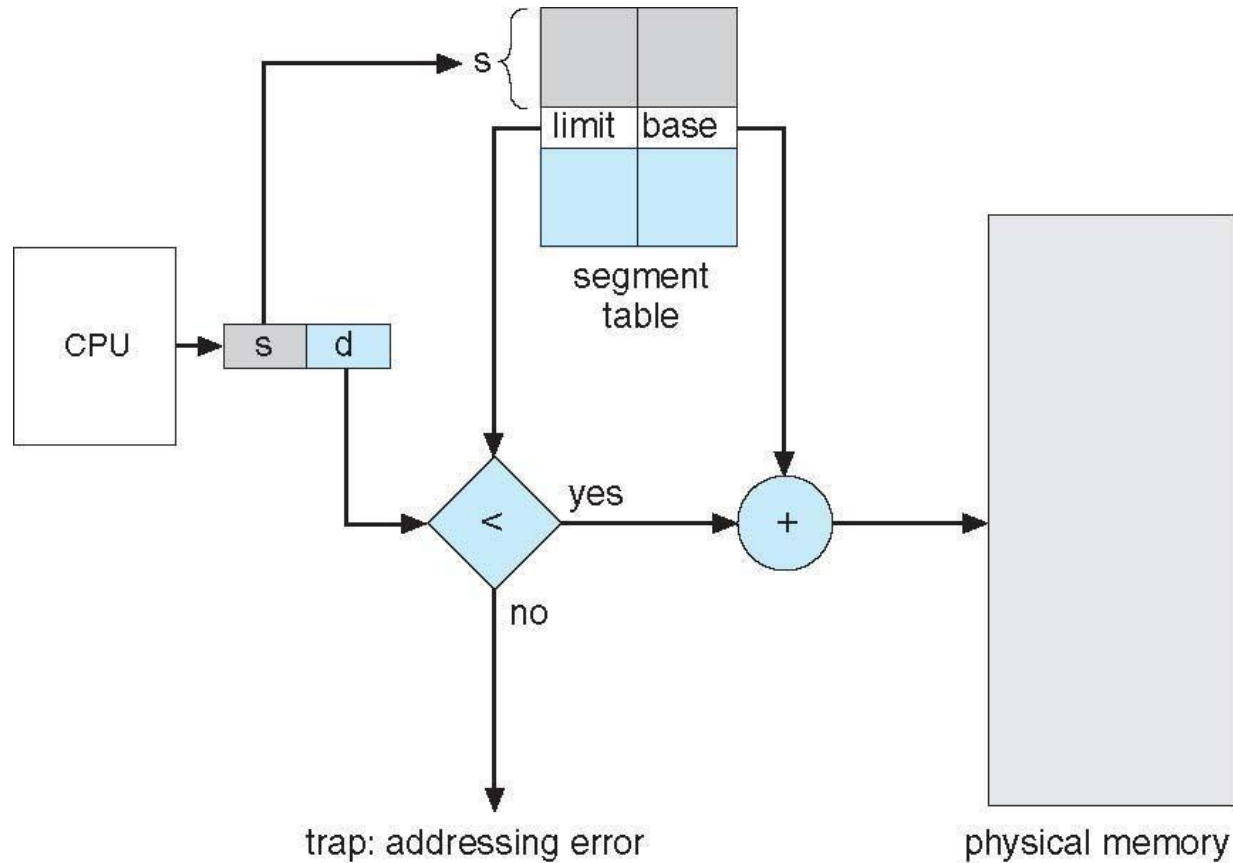 s
limit base
segment
table
CPU
s d
yes
<
+
no
trap: addressing error
physical memory